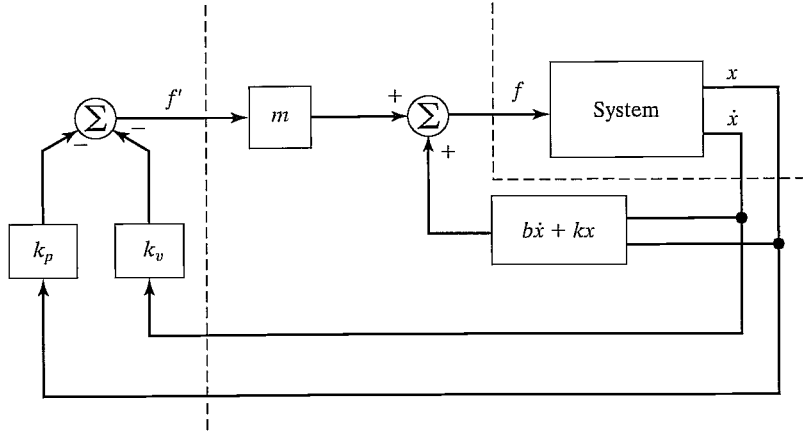 x
f
System
ẋ
f'
+
m
Σ
Σ
−
−
+
bẋ + kx
k_p
k_v